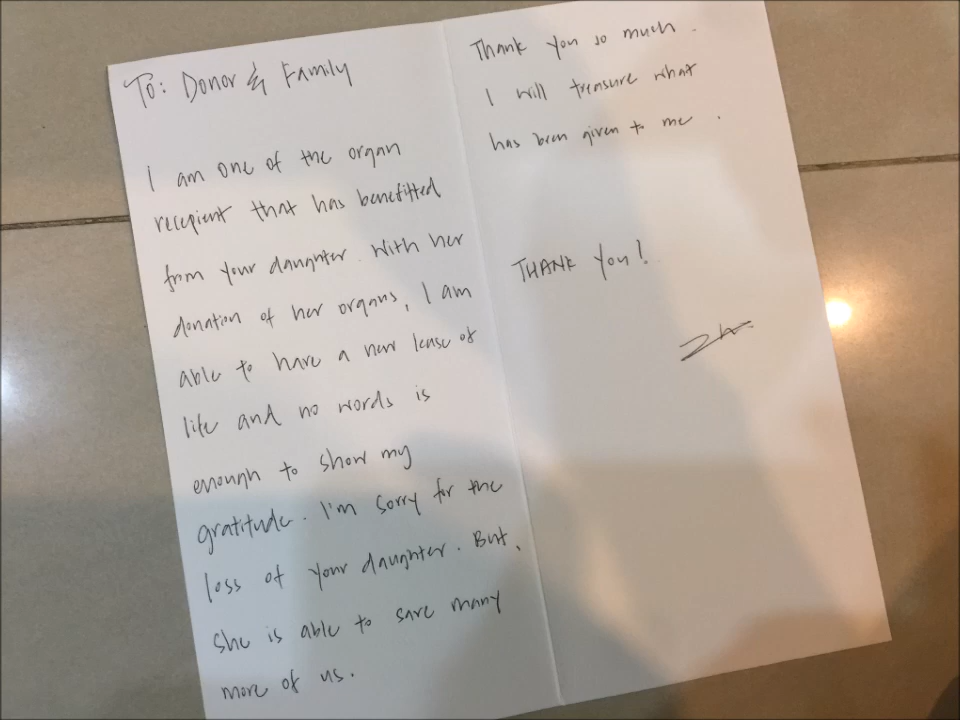 To: Donor & Family
I am one of the organ
recepient that has benefitted
from your daughter. With her
donation of her organs, I am
able to have a new lease of
life and no words is
enough to show my
gratitude. I'm sorry for the
loss of your daughter. But,
she is able to save many
more of us.
Thank you so much.
I will treasure what
has been given to me.
THANK You!